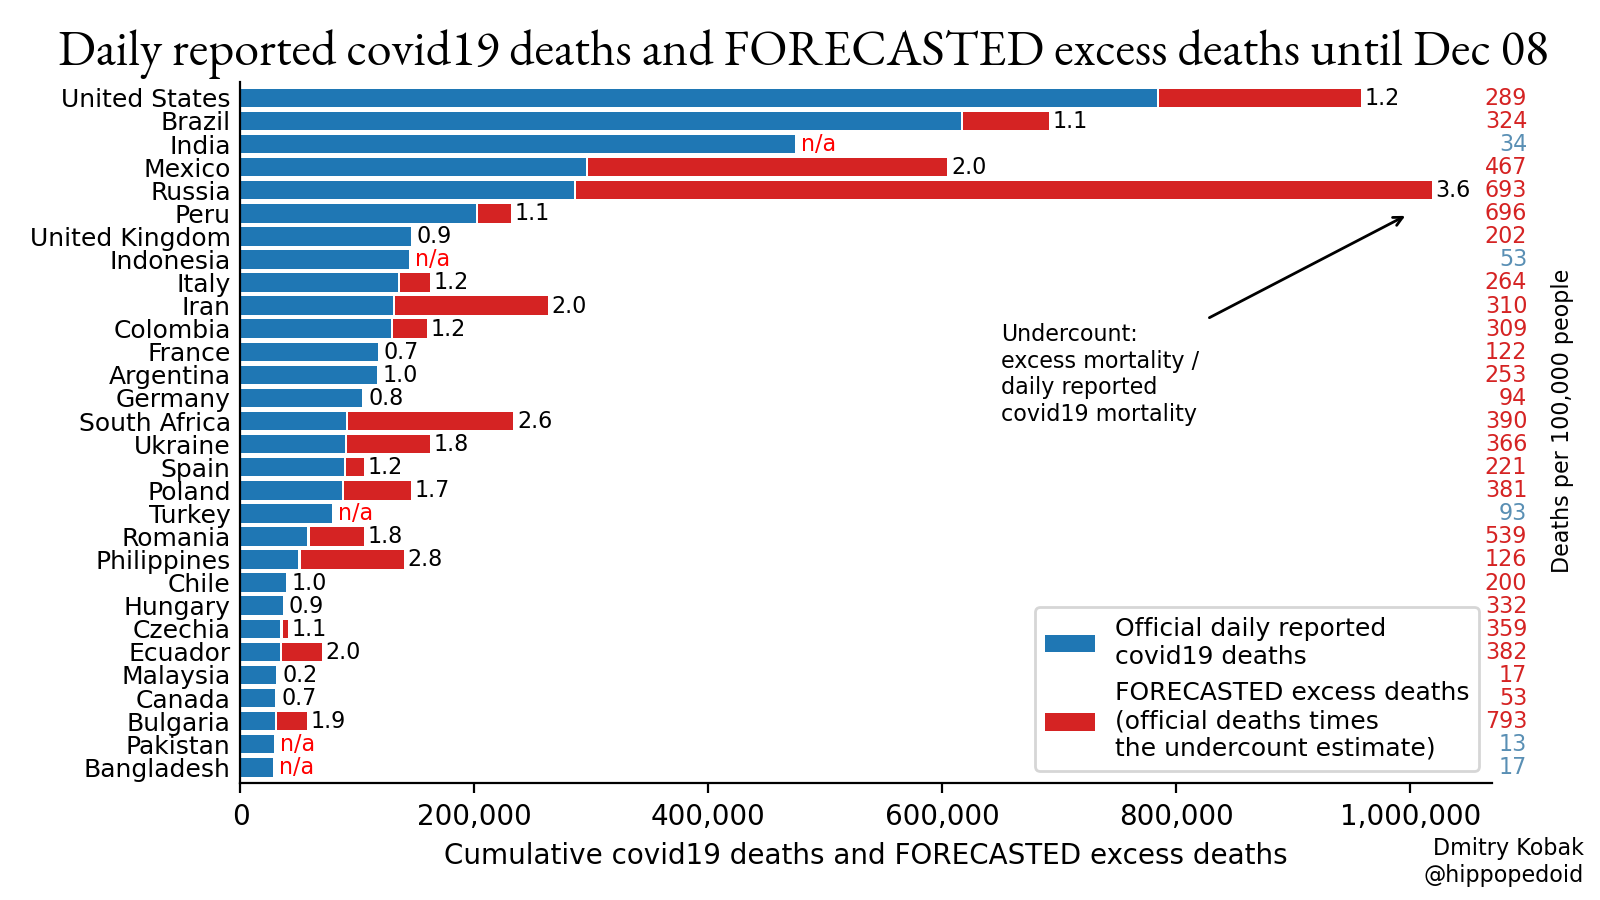 Daily reported covid19 deaths and FORECASTED excess deaths until Dec 08
United States 1.2 289
Brazil 1.1 324
India n/a 34
Mexico 2.0 467
Russia 3.6 693
Peru 1.1 696
United Kingdom 0.9 202
Indonesia n/a 53
Italy 1.2 264
Iran 2.0 310
Colombia 1.2 309
France 0.7 122
Argentina 1.0 253
Germany 0.8 94
South Africa 2.6 390
Ukraine 1.8 366
Spain 1.2 221
Poland 1.7 381
Turkey n/a 93
Romania 1.8 539
Philippines 2.8 126
Chile 1.0 200
Hungary 0.9 332
Czechia 1.1 359
Ecuador 2.0 382
Malaysia 0.2 17
Canada 0.7 53
Bulgaria 1.9 793
Pakistan n/a 13
Bangladesh n/a 17
Undercount:
excess mortality /
daily reported
covid19 mortality
Deaths per 100,000 people
Official daily reported
covid19 deaths
FORECASTED excess deaths
(official deaths times
the undercount estimate)
0 200,000 400,000 600,000 800,000 1,000,000
Cumulative covid19 deaths and FORECASTED excess deaths
Dmitry Kobak
@hippopedoid